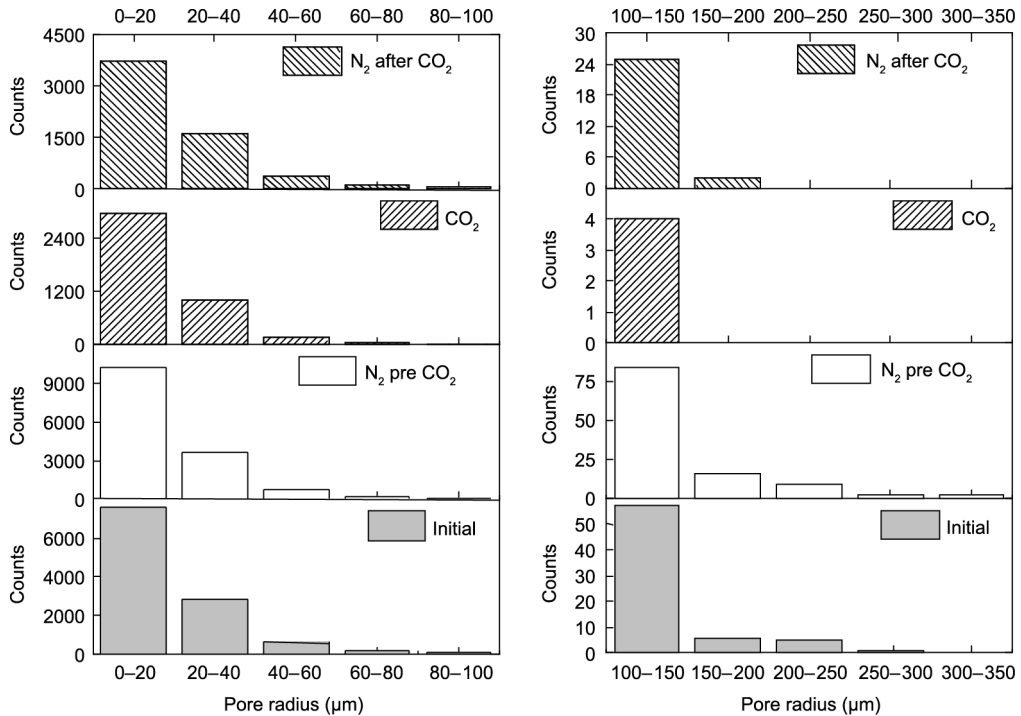 0–20 20–40 40–60 60–80 80–100
4500
3000
1500
0
Counts
N₂ after CO₂
2400
1200
0
Counts
CO₂
9000
6000
3000
0
Counts
N₂ pre CO₂
6000
4000
2000
0
Counts
Initial
0–20 20–40 40–60 60–80 80–100
Pore radius (µm)
100–150 150–200 200–250 250–300 300–350
30
24
18
12
6
0
Counts
N₂ after CO₂
4
3
2
1
0
Counts
CO₂
75
50
25
0
Counts
N₂ pre CO₂
50
40
30
20
10
0
Counts
Initial
100–150 150–200 200–250 250–300 300–350
Pore radius (µm)